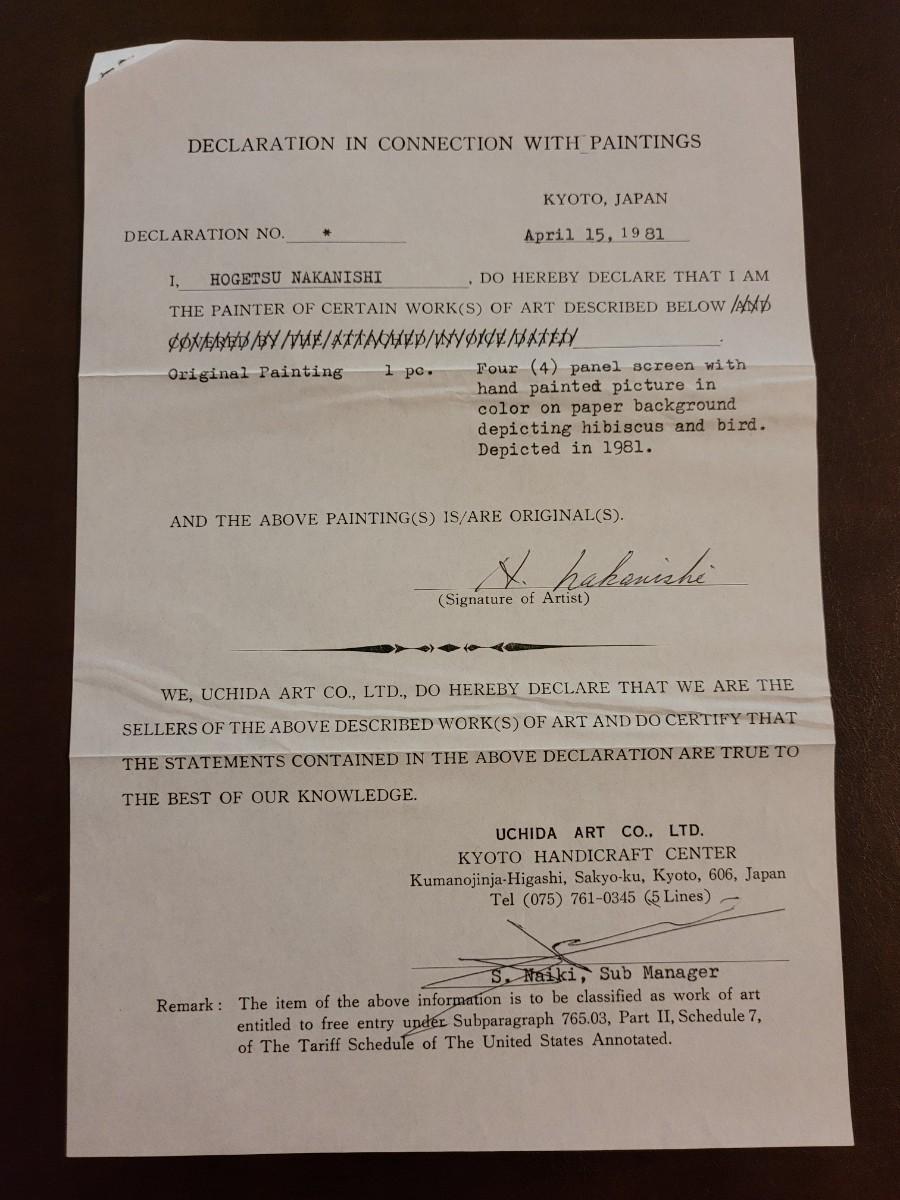 DECLARATION IN CONNECTION WITH PAINTINGS
KYOTO, JAPAN
DECLARATION NO. * April 15, 1981
I, HOGETSU NAKANISHI, DO HEREBY DECLARE THAT I AM
THE PAINTER OF CERTAIN WORK(S) OF ART DESCRIBED BELOW AND
COVERED BY THE ATTACHED INVOICE DATED .
Original Painting 1 pc. Four (4) panel screen with
hand painted picture in
color on paper background
depicting hibiscus and bird.
Depicted in 1981.
AND THE ABOVE PAINTING(S) IS/ARE ORIGINAL(S).
H. Nakanishi
(Signature of Artist)
WE, UCHIDA ART CO., LTD., DO HEREBY DECLARE THAT WE ARE THE
SELLERS OF THE ABOVE DESCRIBED WORK(S) OF ART AND DO CERTIFY THAT
THE STATEMENTS CONTAINED IN THE ABOVE DECLARATION ARE TRUE TO
THE BEST OF OUR KNOWLEDGE.
UCHIDA ART CO., LTD.
KYOTO HANDICRAFT CENTER
Kumanojinja-Higashi, Sakyo-ku, Kyoto, 606, Japan
Tel (075) 761-0345 (5 Lines)
S. Naiki, Sub Manager
Remark : The item of the above information is to be classified as work of art
entitled to free entry under Subparagraph 765.03, Part II, Schedule 7,
of The Tariff Schedule of The United States Annotated.